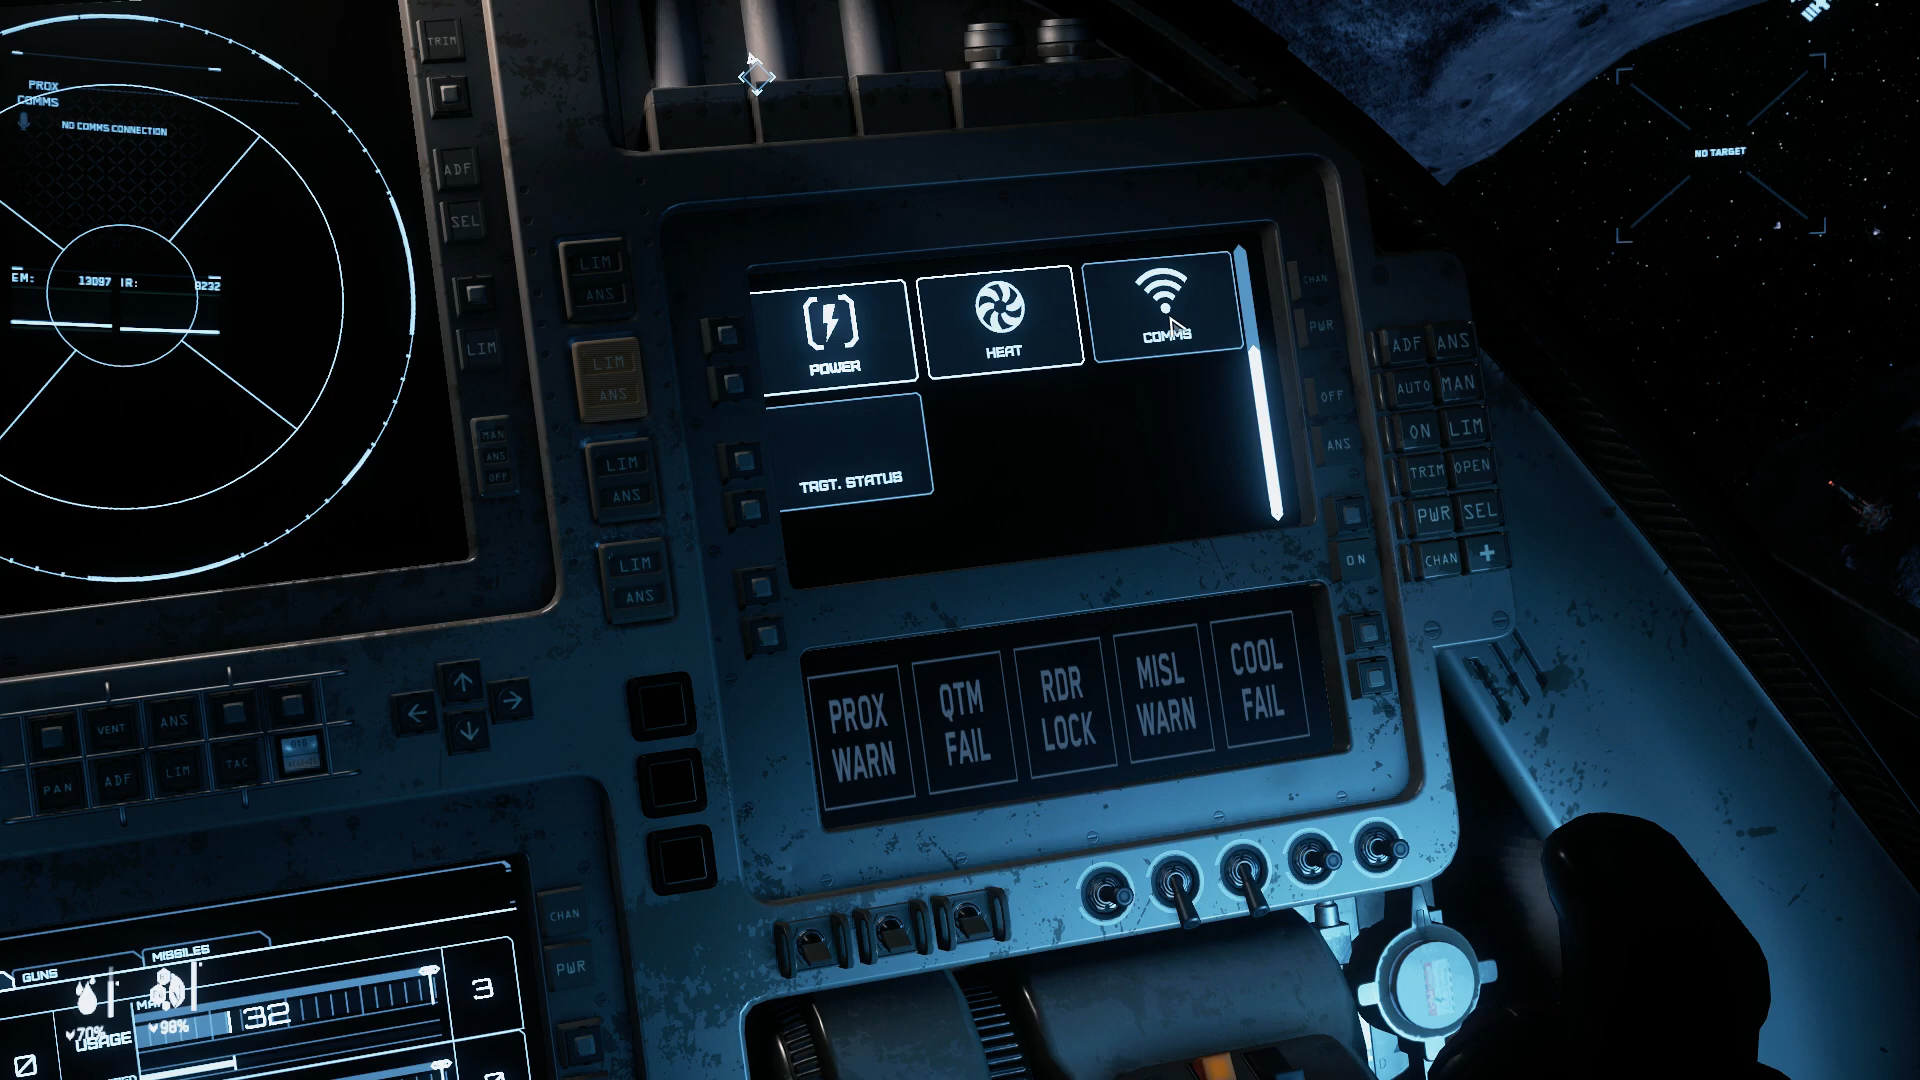 TRIM
PROX
COMMS
NO COMMS CONNECTION
ADF
SEL
EM: 13097 IR: 8232
LIM
MAN
ANS
OFF
LIM
ANS
LIM
ANS
LIM
ANS
LIM
ANS
NO TARGET
POWER
HEAT
COMMS
TRGT. STATUS
CHAN
PWR
OFF
ANS
ON
ADF ANS
AUTO MAN
ON LIM
TRIM OPEN
PWR SEL
CHAN +
PROX
WARN
QTM
FAIL
RDR
LOCK
MISL
WARN
COOL
FAIL
VENT ANS
PAN ADF LIM TAC
GUNS
MISSILES
32
3
70%
98%
USAGE
0
CHAN
PWR